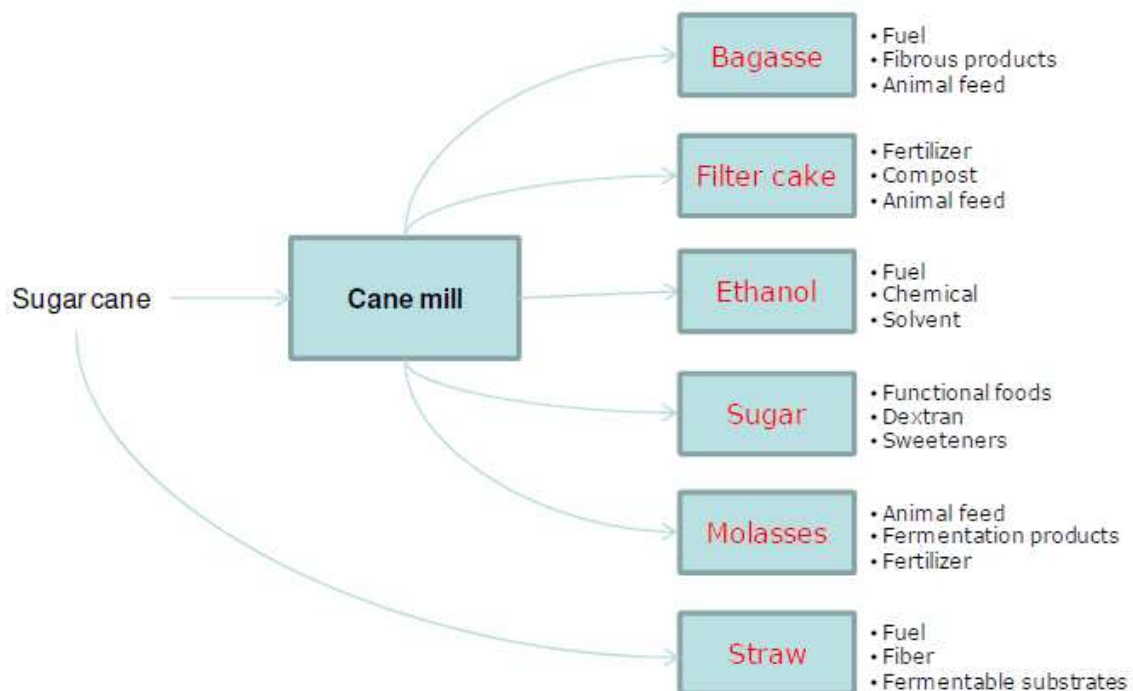 Bagasse
• Fuel
• Fibrous products
• Animal feed
Filter cake
• Fertilizer
• Compost
• Animal feed
Sugar cane
Cane mill
Ethanol
• Fuel
• Chemical
• Solvent
Sugar
• Functional foods
• Dextran
• Sweeteners
Molasses
• Animal feed
• Fermentation products
• Fertilizer
Straw
• Fuel
• Fiber
• Fermentable substrates